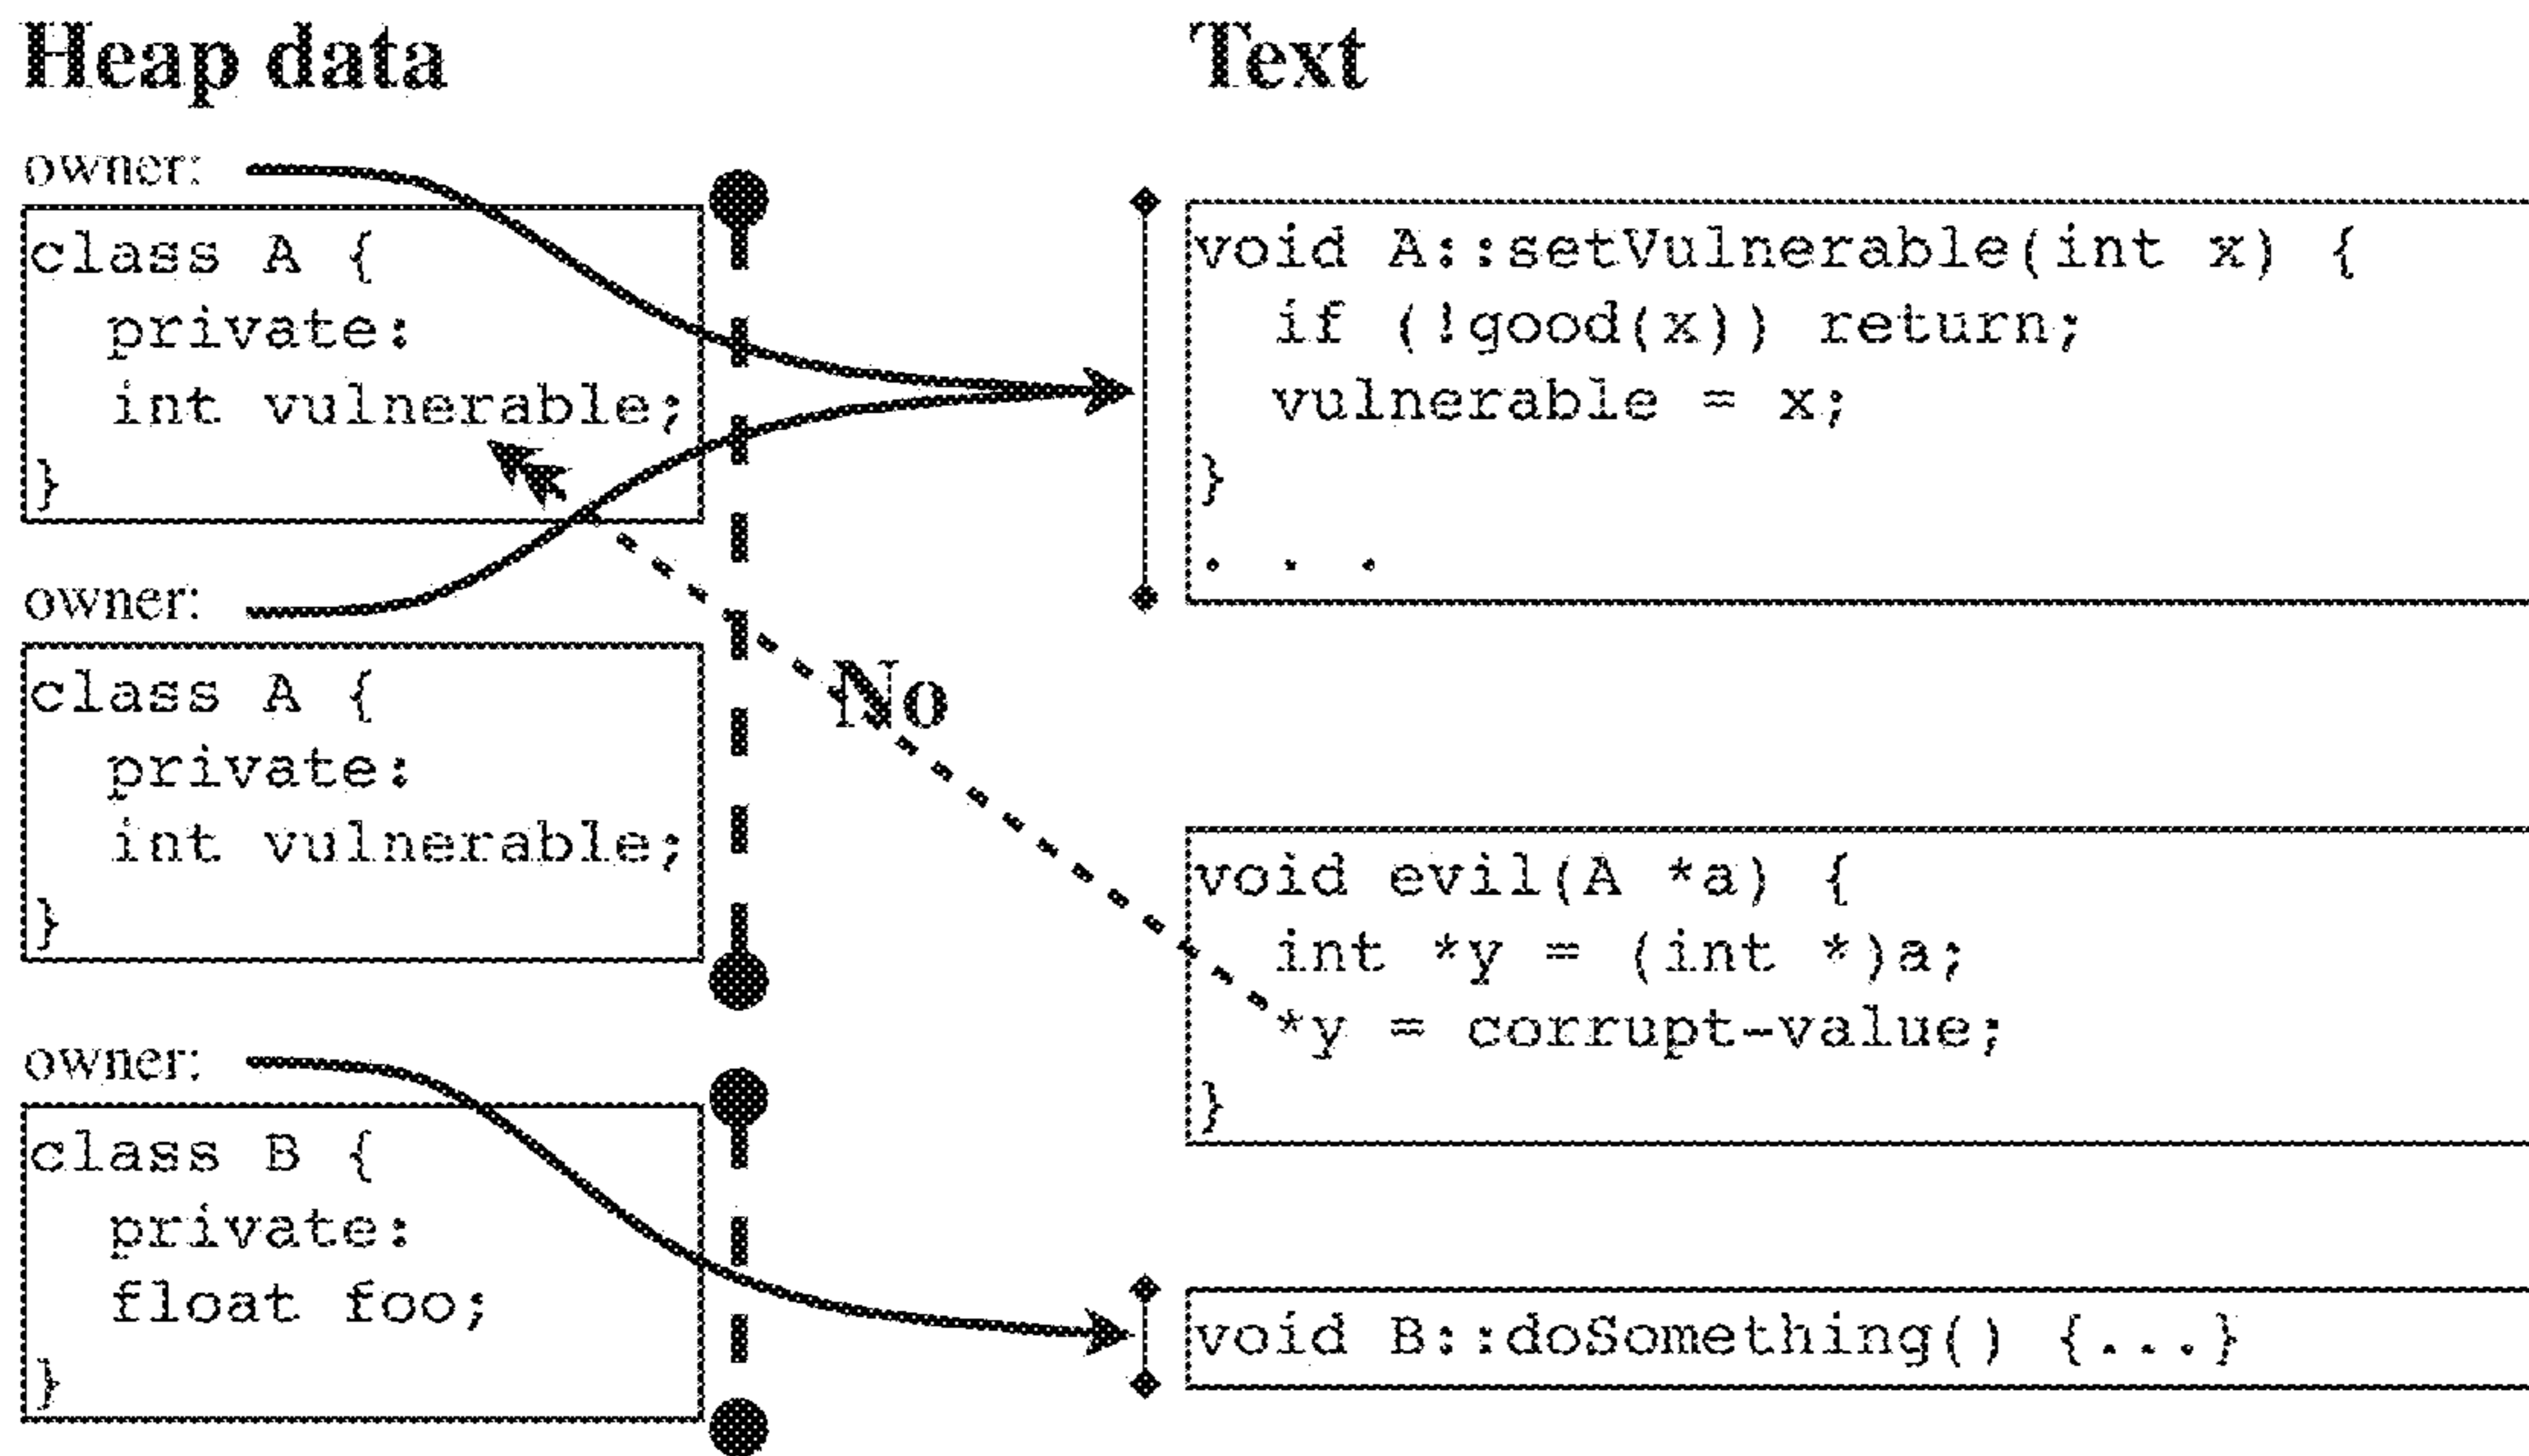 Heap data
owner:
class A {
private:
int vulnerable;
}
owner:
class A {
private:
int vulnerable;
}
owner:
class B {
private:
float foo;
}
No
Text
void A::setVulnerable(int x) {
if (!good(x)) return;
vulnerable = x;
}
. . .
void evil(A *a) {
int *y = (int *)a;
*y = corrupt-value;
}
void B::doSomething() {...}